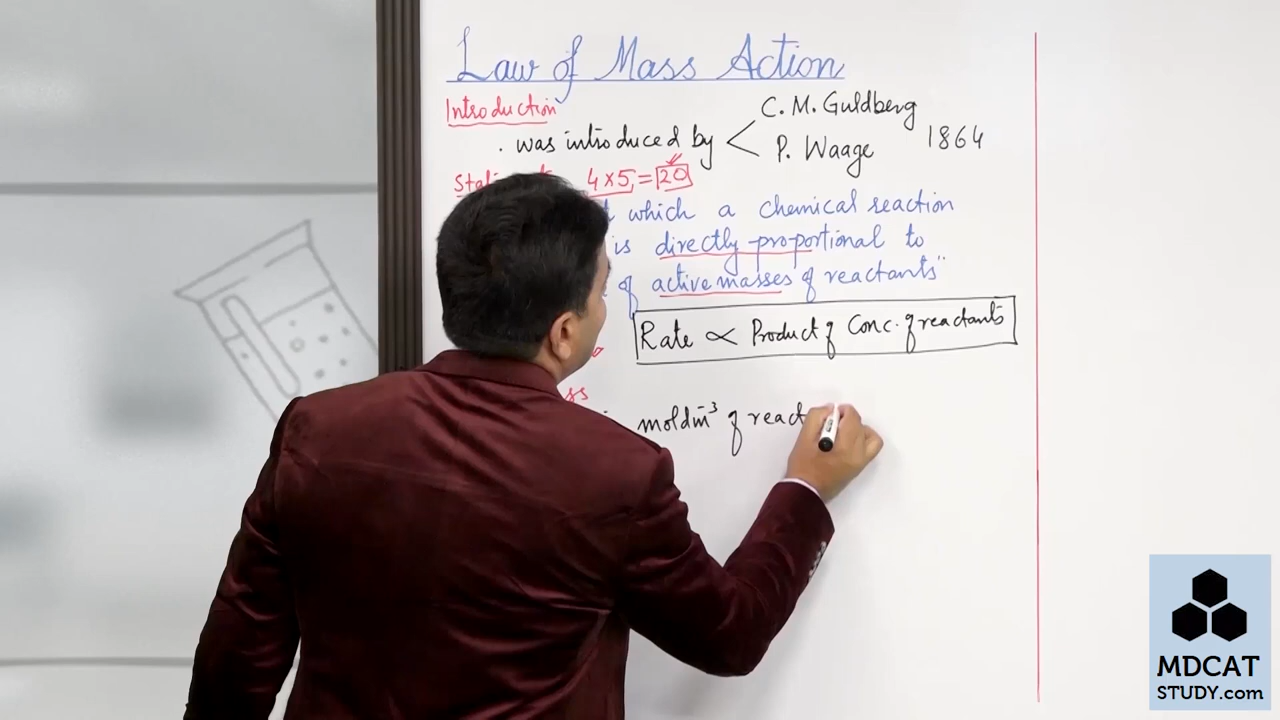 Law of Mass Action
Introduction
. was introduced by < C. M. Guldberg
P. Waage 1864
4 x 5 = 20
which a chemical reaction
is directly proportional to
of active masses of reactants"
Rate ∝ Product of Conc. of reactants
moldm⁻³ of react
MDCAT
STUDY.com